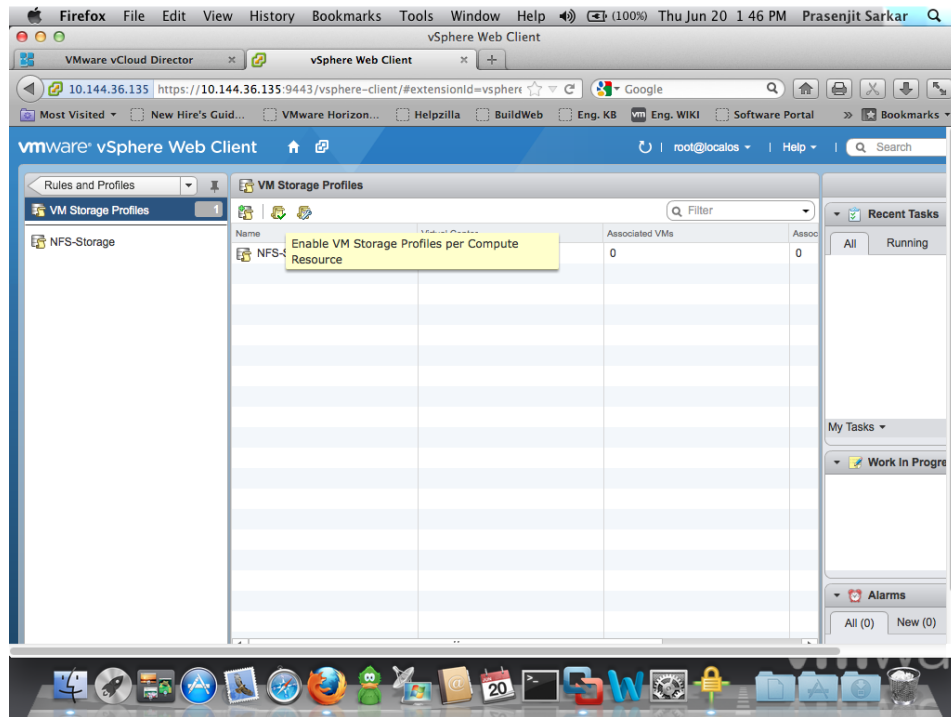 Firefox File Edit View History Bookmarks Tools Window Help (100%) Thu Jun 20 1 46 PM Prasenjit Sarkar
vSphere Web Client
VMware vCloud Director × vSphere Web Client × +
10.144.36.135 https://10.144.36.135:9443/vsphere-client/#extensionId=vsphere Google
Most Visited New Hire's Guid... VMware Horizon... Helpzilla BuildWeb Eng. KB vm Eng. WIKI Software Portal » Bookmarks
vmware® vSphere Web Client root@localos Help Search
Rules and Profiles VM Storage Profiles
VM Storage Profiles 1 Filter Recent Tasks
Name Virtual Center Associated VMs Assoc All Running
NFS-Storage NFS-S 0 0
Enable VM Storage Profiles per Compute
Resource
My Tasks
Work In Progre
Alarms
All (0) New (0)
20
W